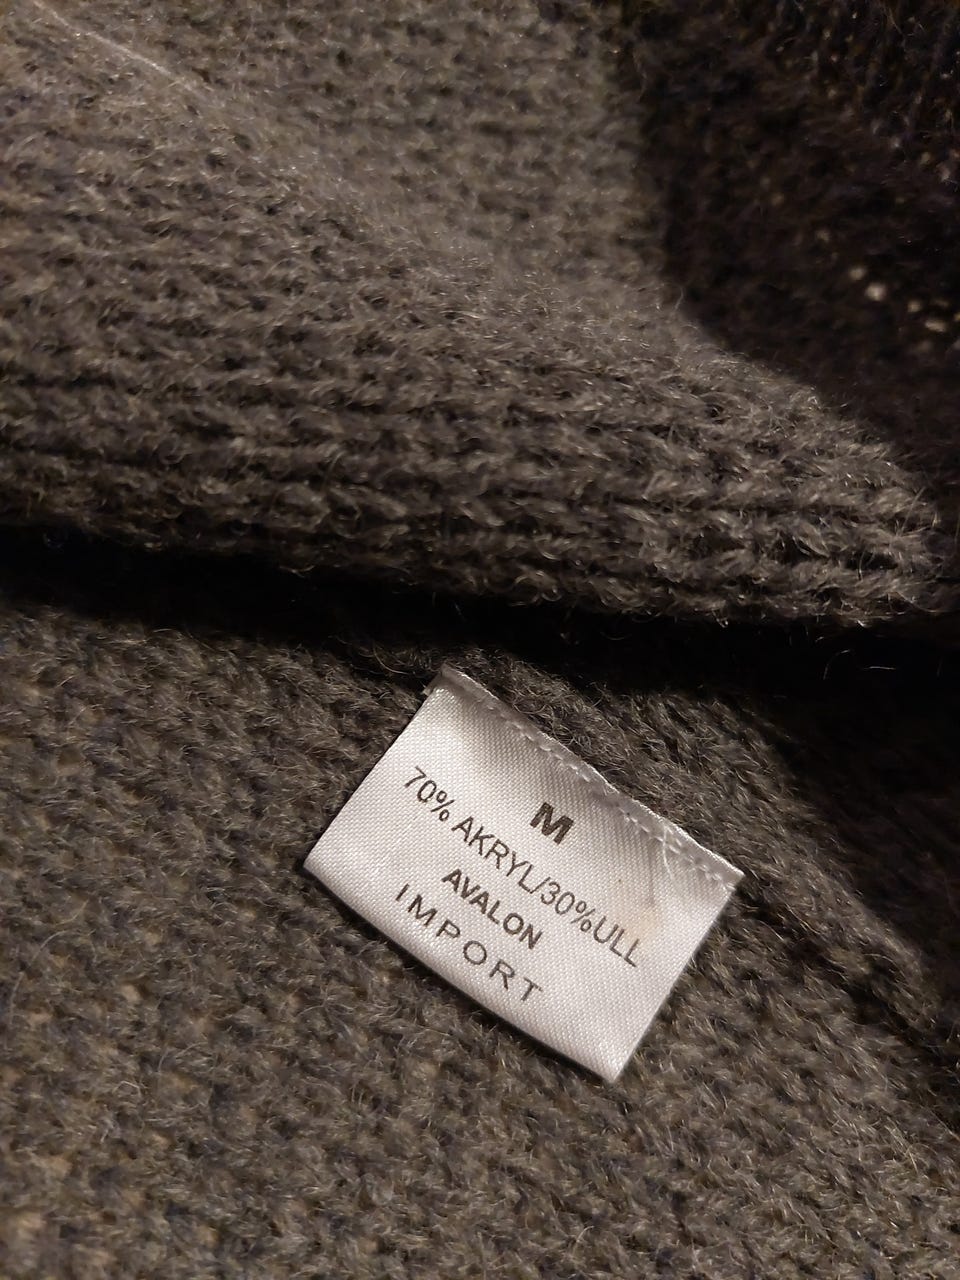 M
70% AKRYL/30%ULL
AVALON
IMPORT